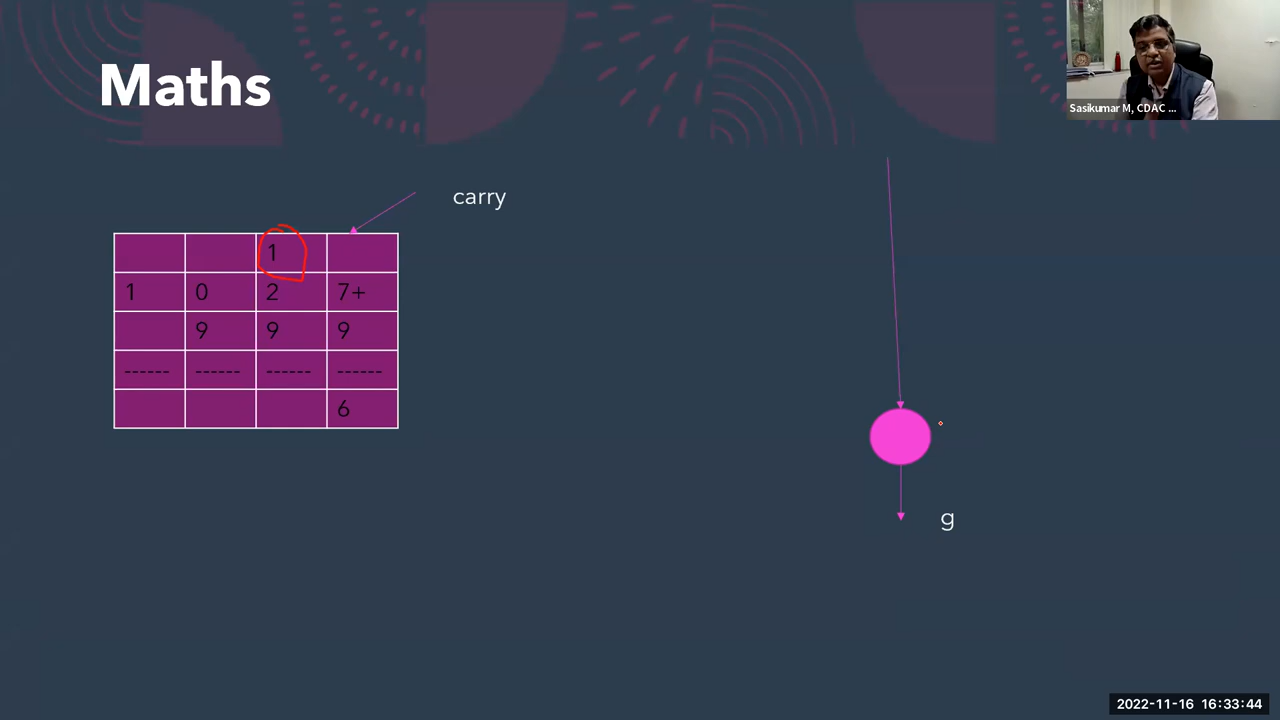 Maths
Sasikumar M, CDAC ...
carry
1
1 0 2 7+
9 9 9
------ ------ ------ ------
6
g
2022-11-16 16:33:44